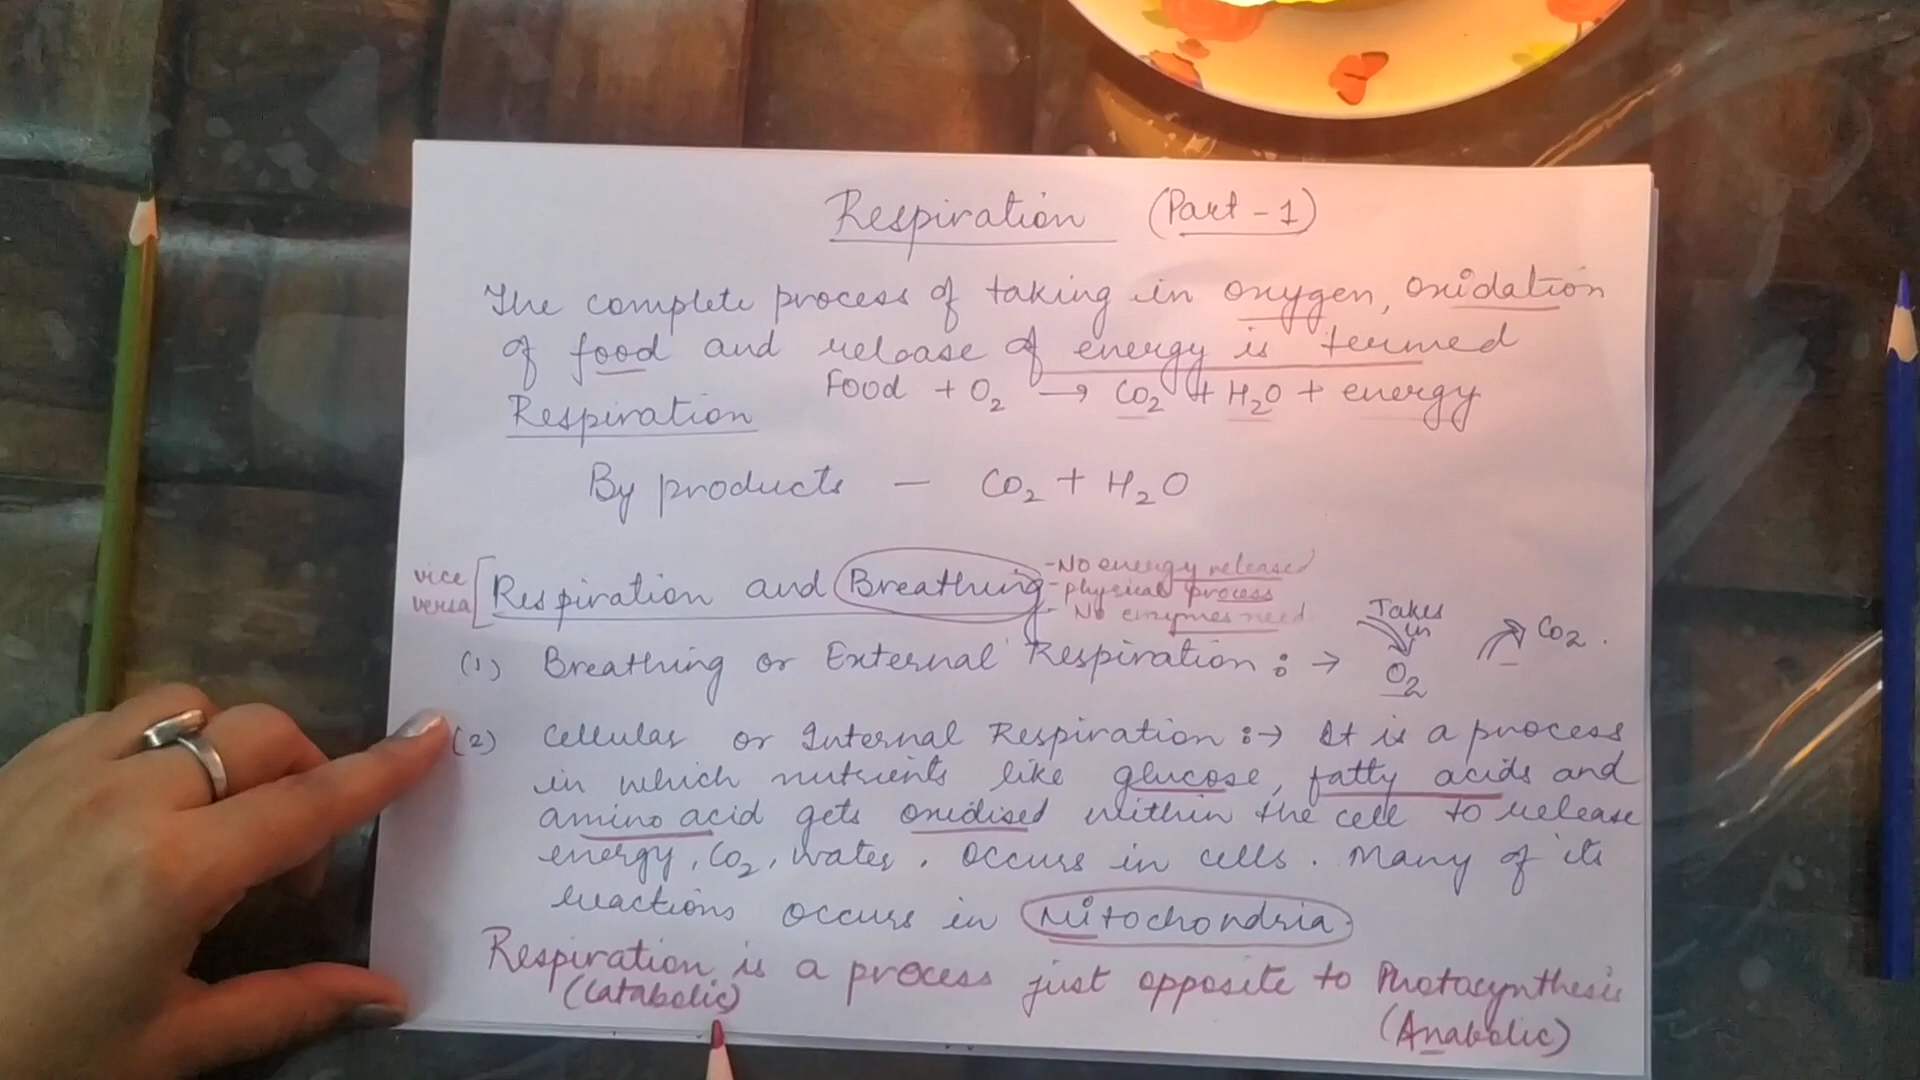 Respiration (Part - 1)
The complete process of taking in oxygen, oxidation
of food and release of energy is termed
Respiration
Food + O2 → CO2 + H2O + energy
By products - CO2 + H2O
vice
versa
Respiration and Breathing
-No energy released
-physical process
- No enzymes need
(1) Breathing or External Respiration :→ Takes in O2 CO2.
(2) Cellular or Internal Respiration :→ It is a process
in which nutrients like glucose, fatty acids and
amino acid gets oxidised within the cell to release
energy, CO2, water. Occurs in cells. Many of its
reactions occurs in Mitochondria.
Respiration is a process just opposite to Photosynthesis
(Catabolic)
(Anabolic)